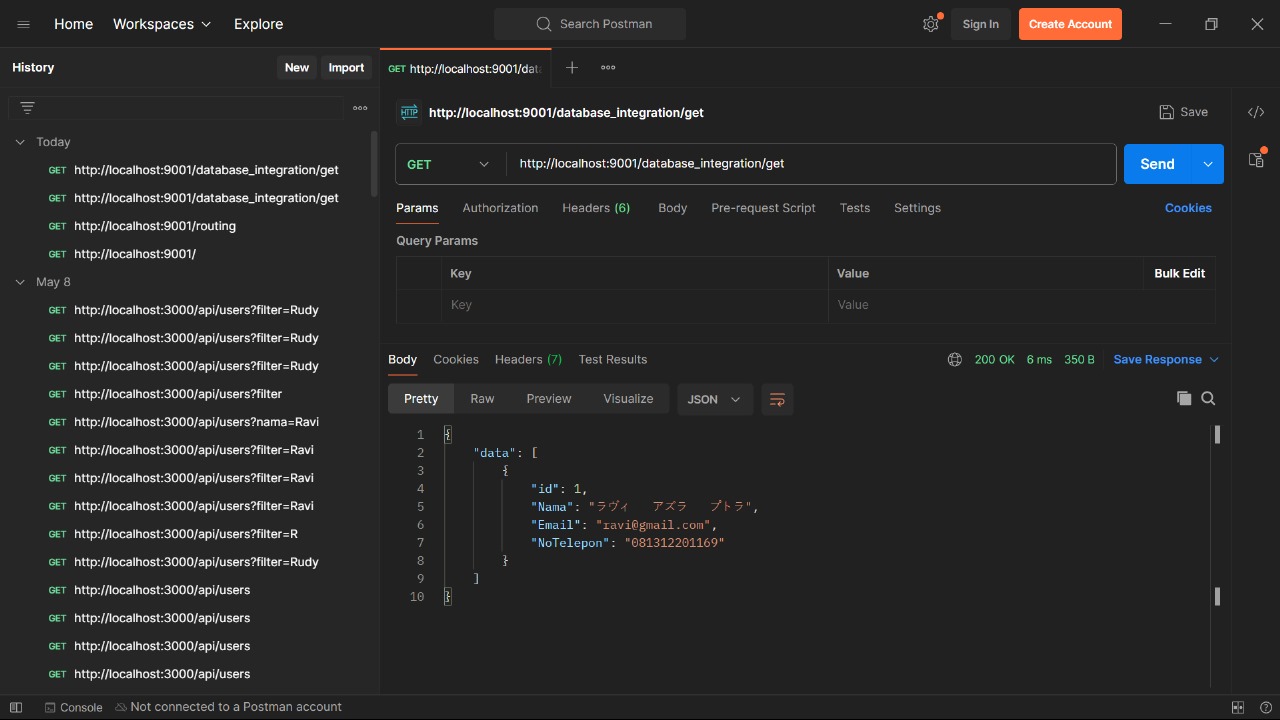 Home Workspaces Explore Search Postman Sign In Create Account
History New Import
GET http://localhost:9001/dat
Today
GET http://localhost:9001/database_integration/get
GET http://localhost:9001/database_integration/get
GET http://localhost:9001/routing
GET http://localhost:9001/
May 8
GET http://localhost:3000/api/users?filter=Rudy
GET http://localhost:3000/api/users?filter=Rudy
GET http://localhost:3000/api/users?filter=Rudy
GET http://localhost:3000/api/users?filter
GET http://localhost:3000/api/users?nama=Ravi
GET http://localhost:3000/api/users?filter=Ravi
GET http://localhost:3000/api/users?filter=Ravi
GET http://localhost:3000/api/users?filter=Ravi
GET http://localhost:3000/api/users?filter=R
GET http://localhost:3000/api/users?filter=Rudy
GET http://localhost:3000/api/users
GET http://localhost:3000/api/users
GET http://localhost:3000/api/users
GET http://localhost:3000/api/users
HTTP http://localhost:9001/database_integration/get Save
GET http://localhost:9001/database_integration/get Send
Params Authorization Headers (6) Body Pre-request Script Tests Settings Cookies
Query Params
Key Value Bulk Edit
Key Value
Body Cookies Headers (7) Test Results 200 OK 6 ms 350 B Save Response
Pretty Raw Preview Visualize JSON
1 {
2 "data": [
3 {
4 "id": 1,
5 "Nama": "ラヴィ　アズラ　プトラ",
6 "Email": "ravi@gmail.com",
7 "NoTelepon": "081312201169"
8 }
9 ]
10 }
Console Not connected to a Postman account